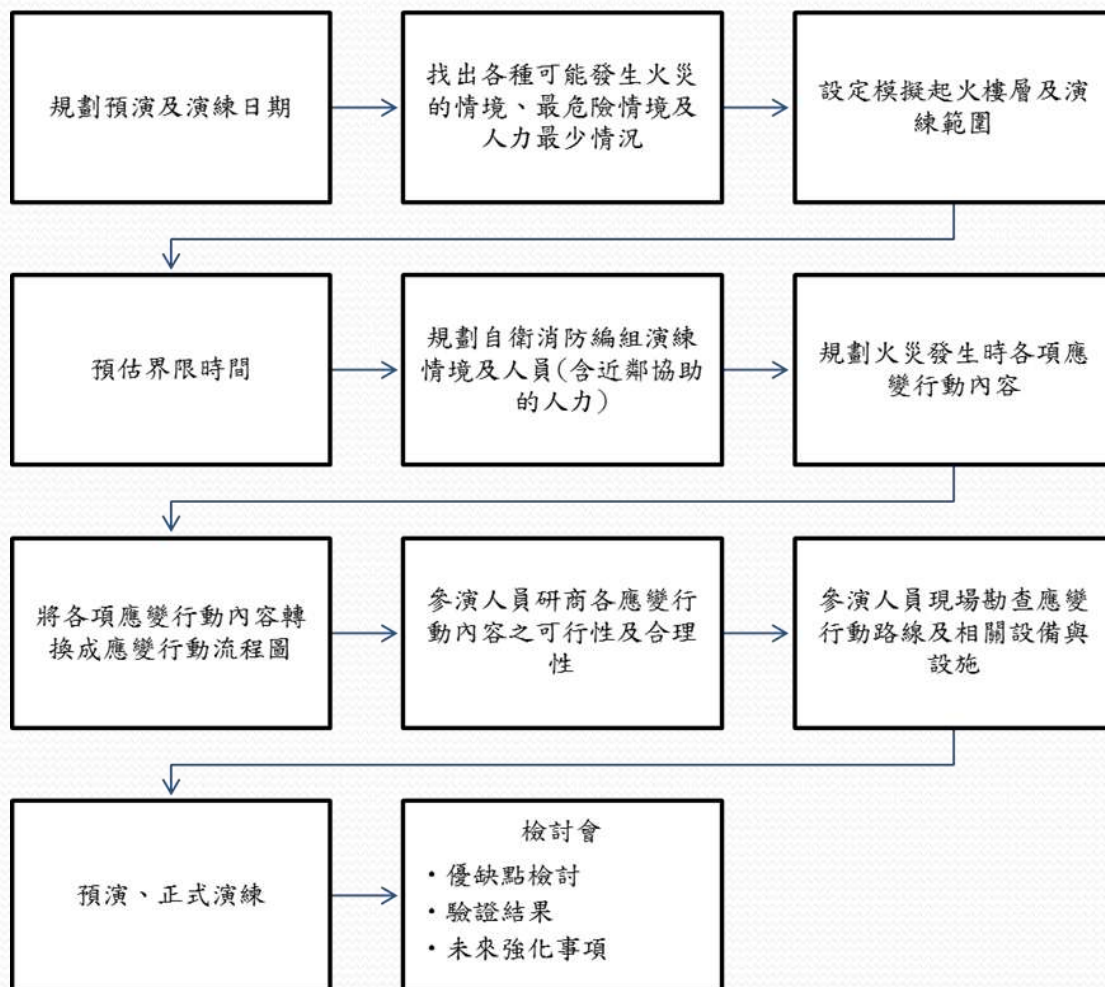 規劃預演及演練日期
找出各種可能發生火災
的情境、最危險情境及
人力最少情況
設定模擬起火樓層及演
練範圍
預估界限時間
規劃自衛消防編組演練
情境及人員(含近鄰協助
的人力)
規劃火災發生時各項應
變行動內容
將各項應變行動內容轉
換成應變行動流程圖
參演人員研商各應變行
動內容之可行性及合理
性
參演人員現場勘查應變
行動路線及相關設備與
設施
預演、正式演練
檢討會
・優缺點檢討
・驗證結果
・未來強化事項